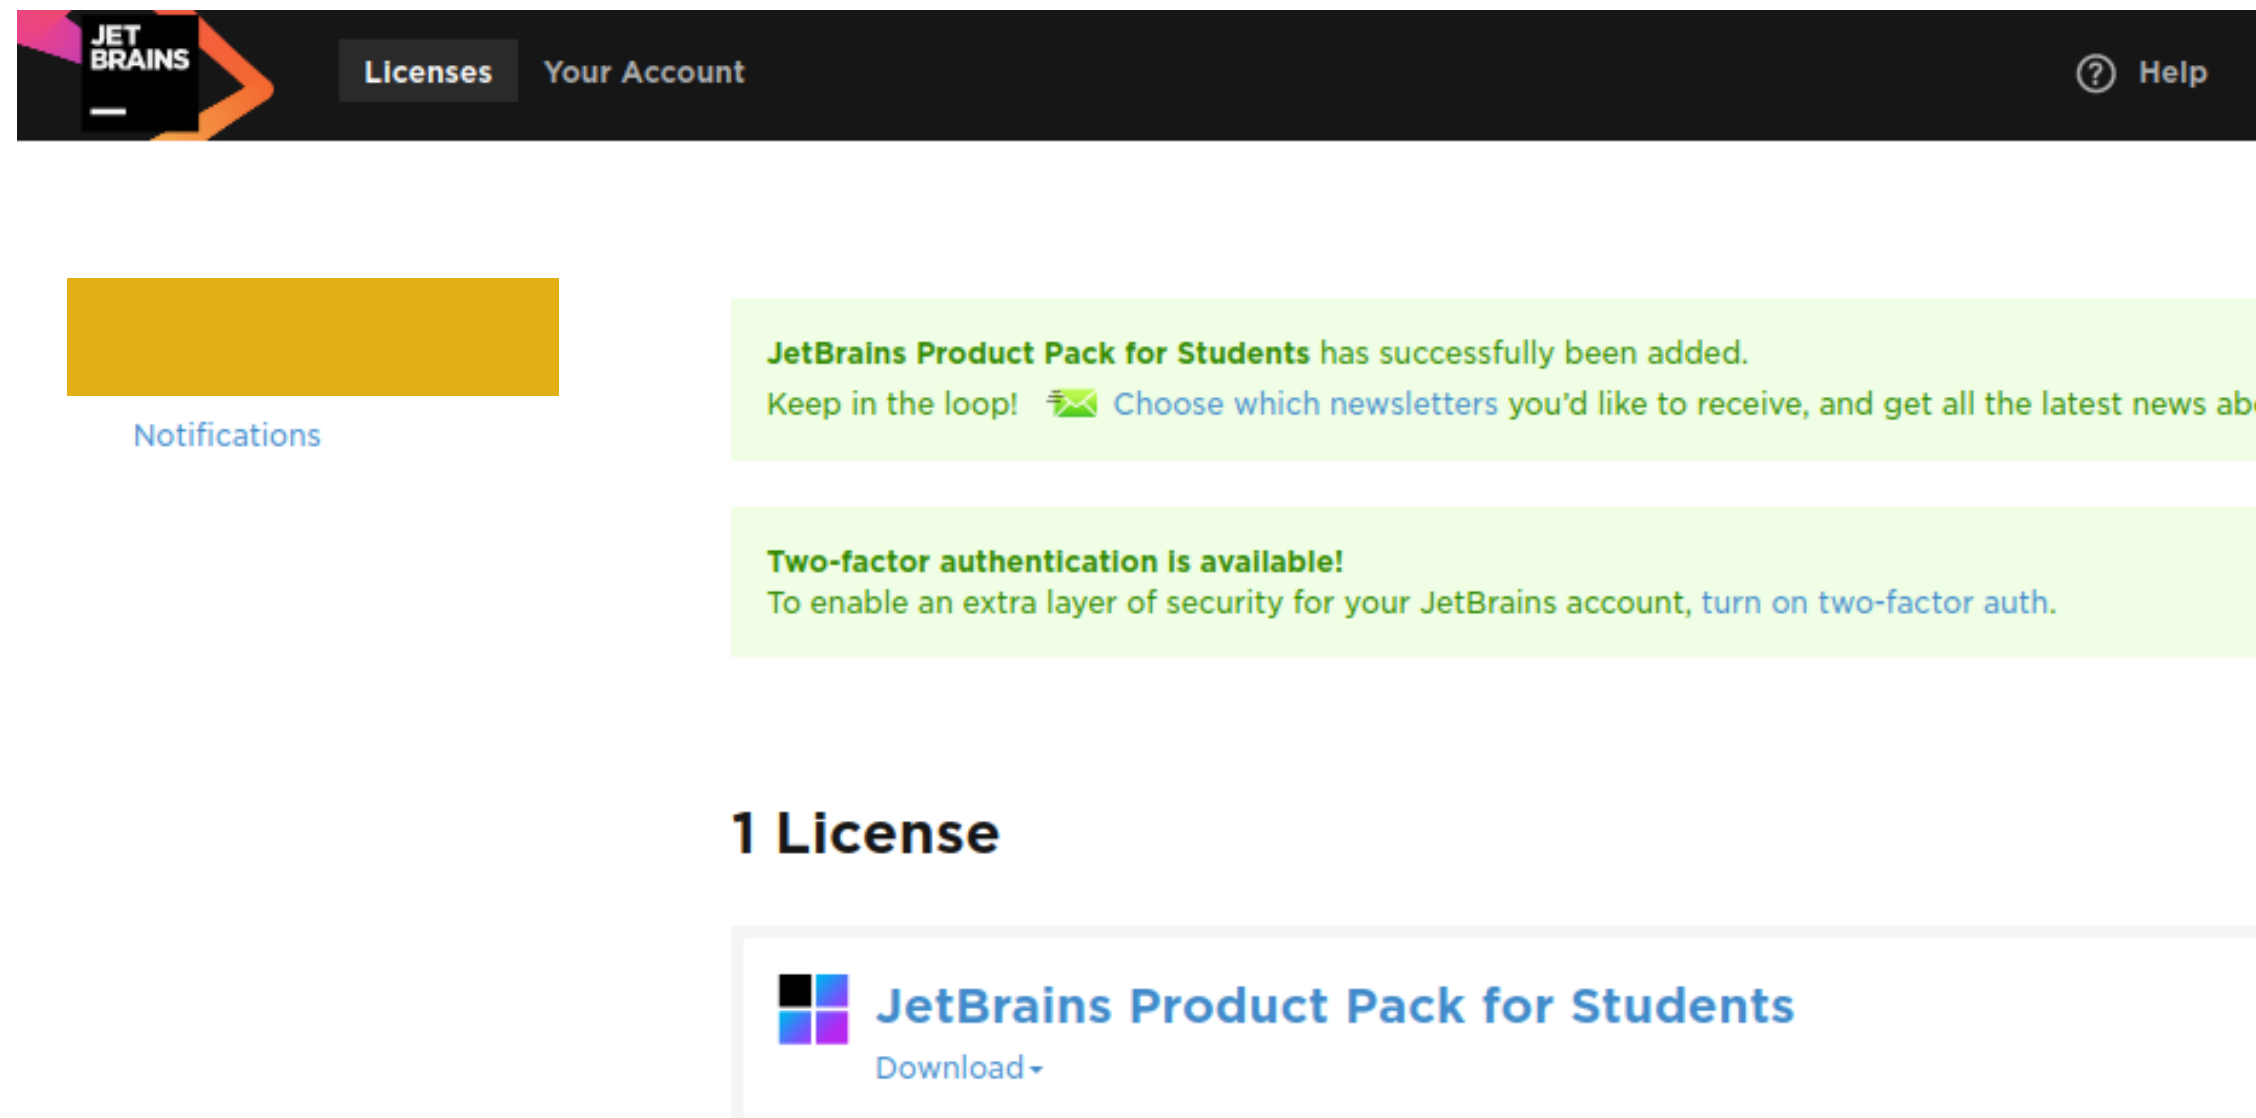 JET
BRAINS
Licenses
Your Account
Help
Notifications
JetBrains Product Pack for Students has successfully been added.
Keep in the loop! Choose which newsletters you'd like to receive, and get all the latest news
Two-factor authentication is available!
To enable an extra layer of security for your JetBrains account, turn on two-factor auth.
1 License
JetBrains Product Pack for Students
Download